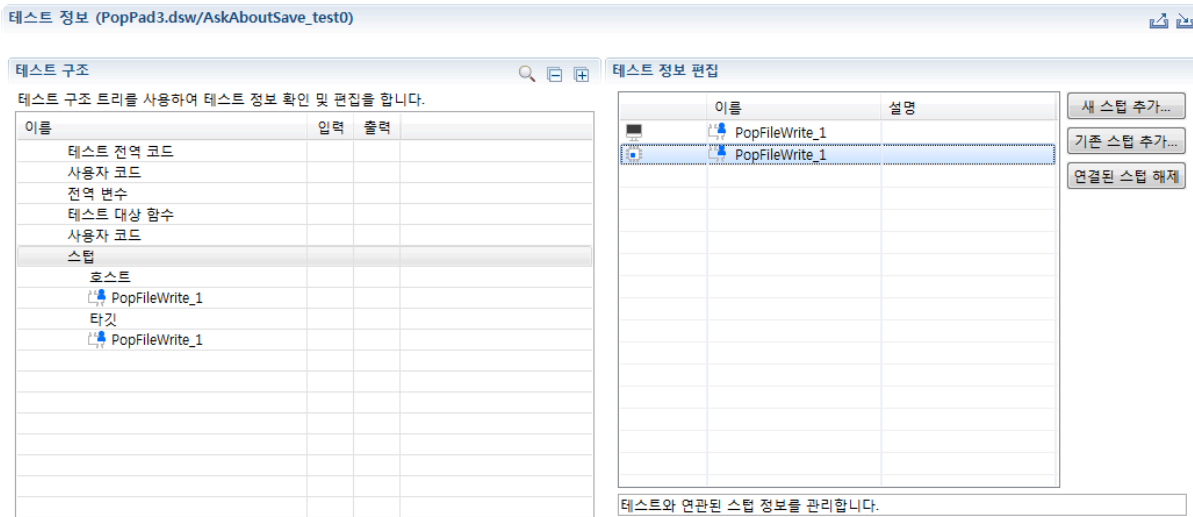 테스트 정보 (PopPad3.dsw/AskAboutSave_test0)
테스트 구조
테스트 구조 트리를 사용하여 테스트 정보 확인 및 편집을 합니다.
이름 입력 출력
테스트 전역 코드
사용자 코드
전역 변수
테스트 대상 함수
사용자 코드
스텁
호스트
PopFileWrite_1
타깃
PopFileWrite_1
테스트 정보 편집
이름 설명
PopFileWrite_1
PopFileWrite_1
새 스텁 추가...
기존 스텁 추가...
연결된 스텁 해제
테스트와 연관된 스텁 정보를 관리합니다.